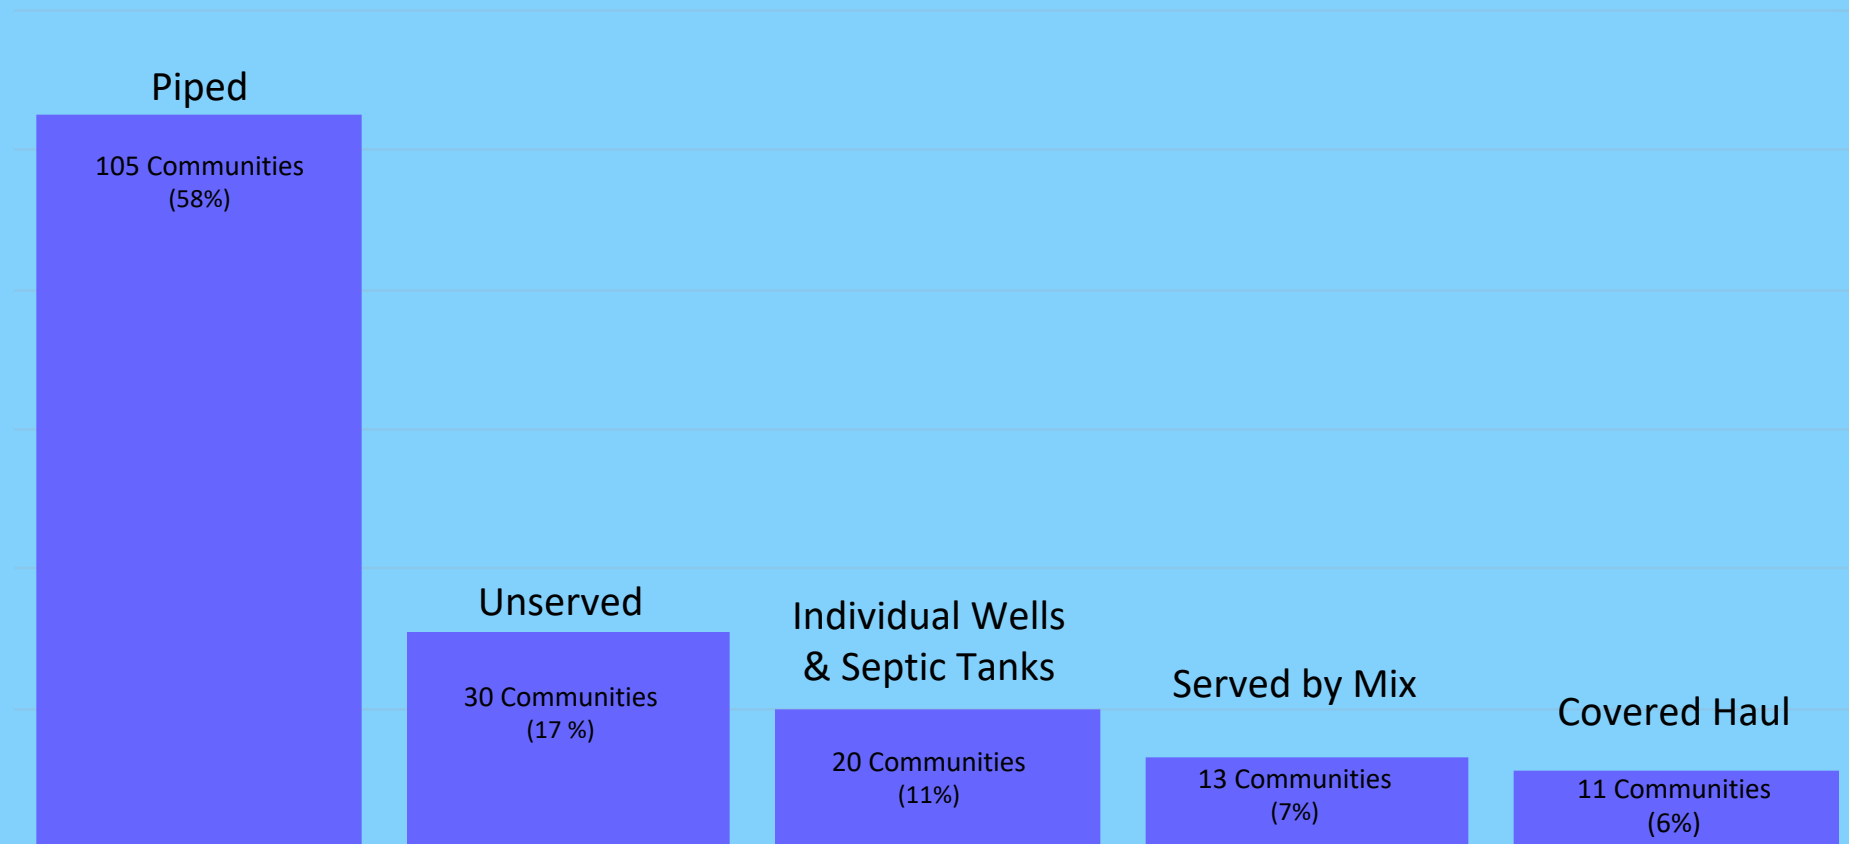 Piped
105 Communities
(58%)
Unserved
30 Communities
(17 %)
Individual Wells
& Septic Tanks
20 Communities
(11%)
Served by Mix
13 Communities
(7%)
Covered Haul
11 Communities
(6%)